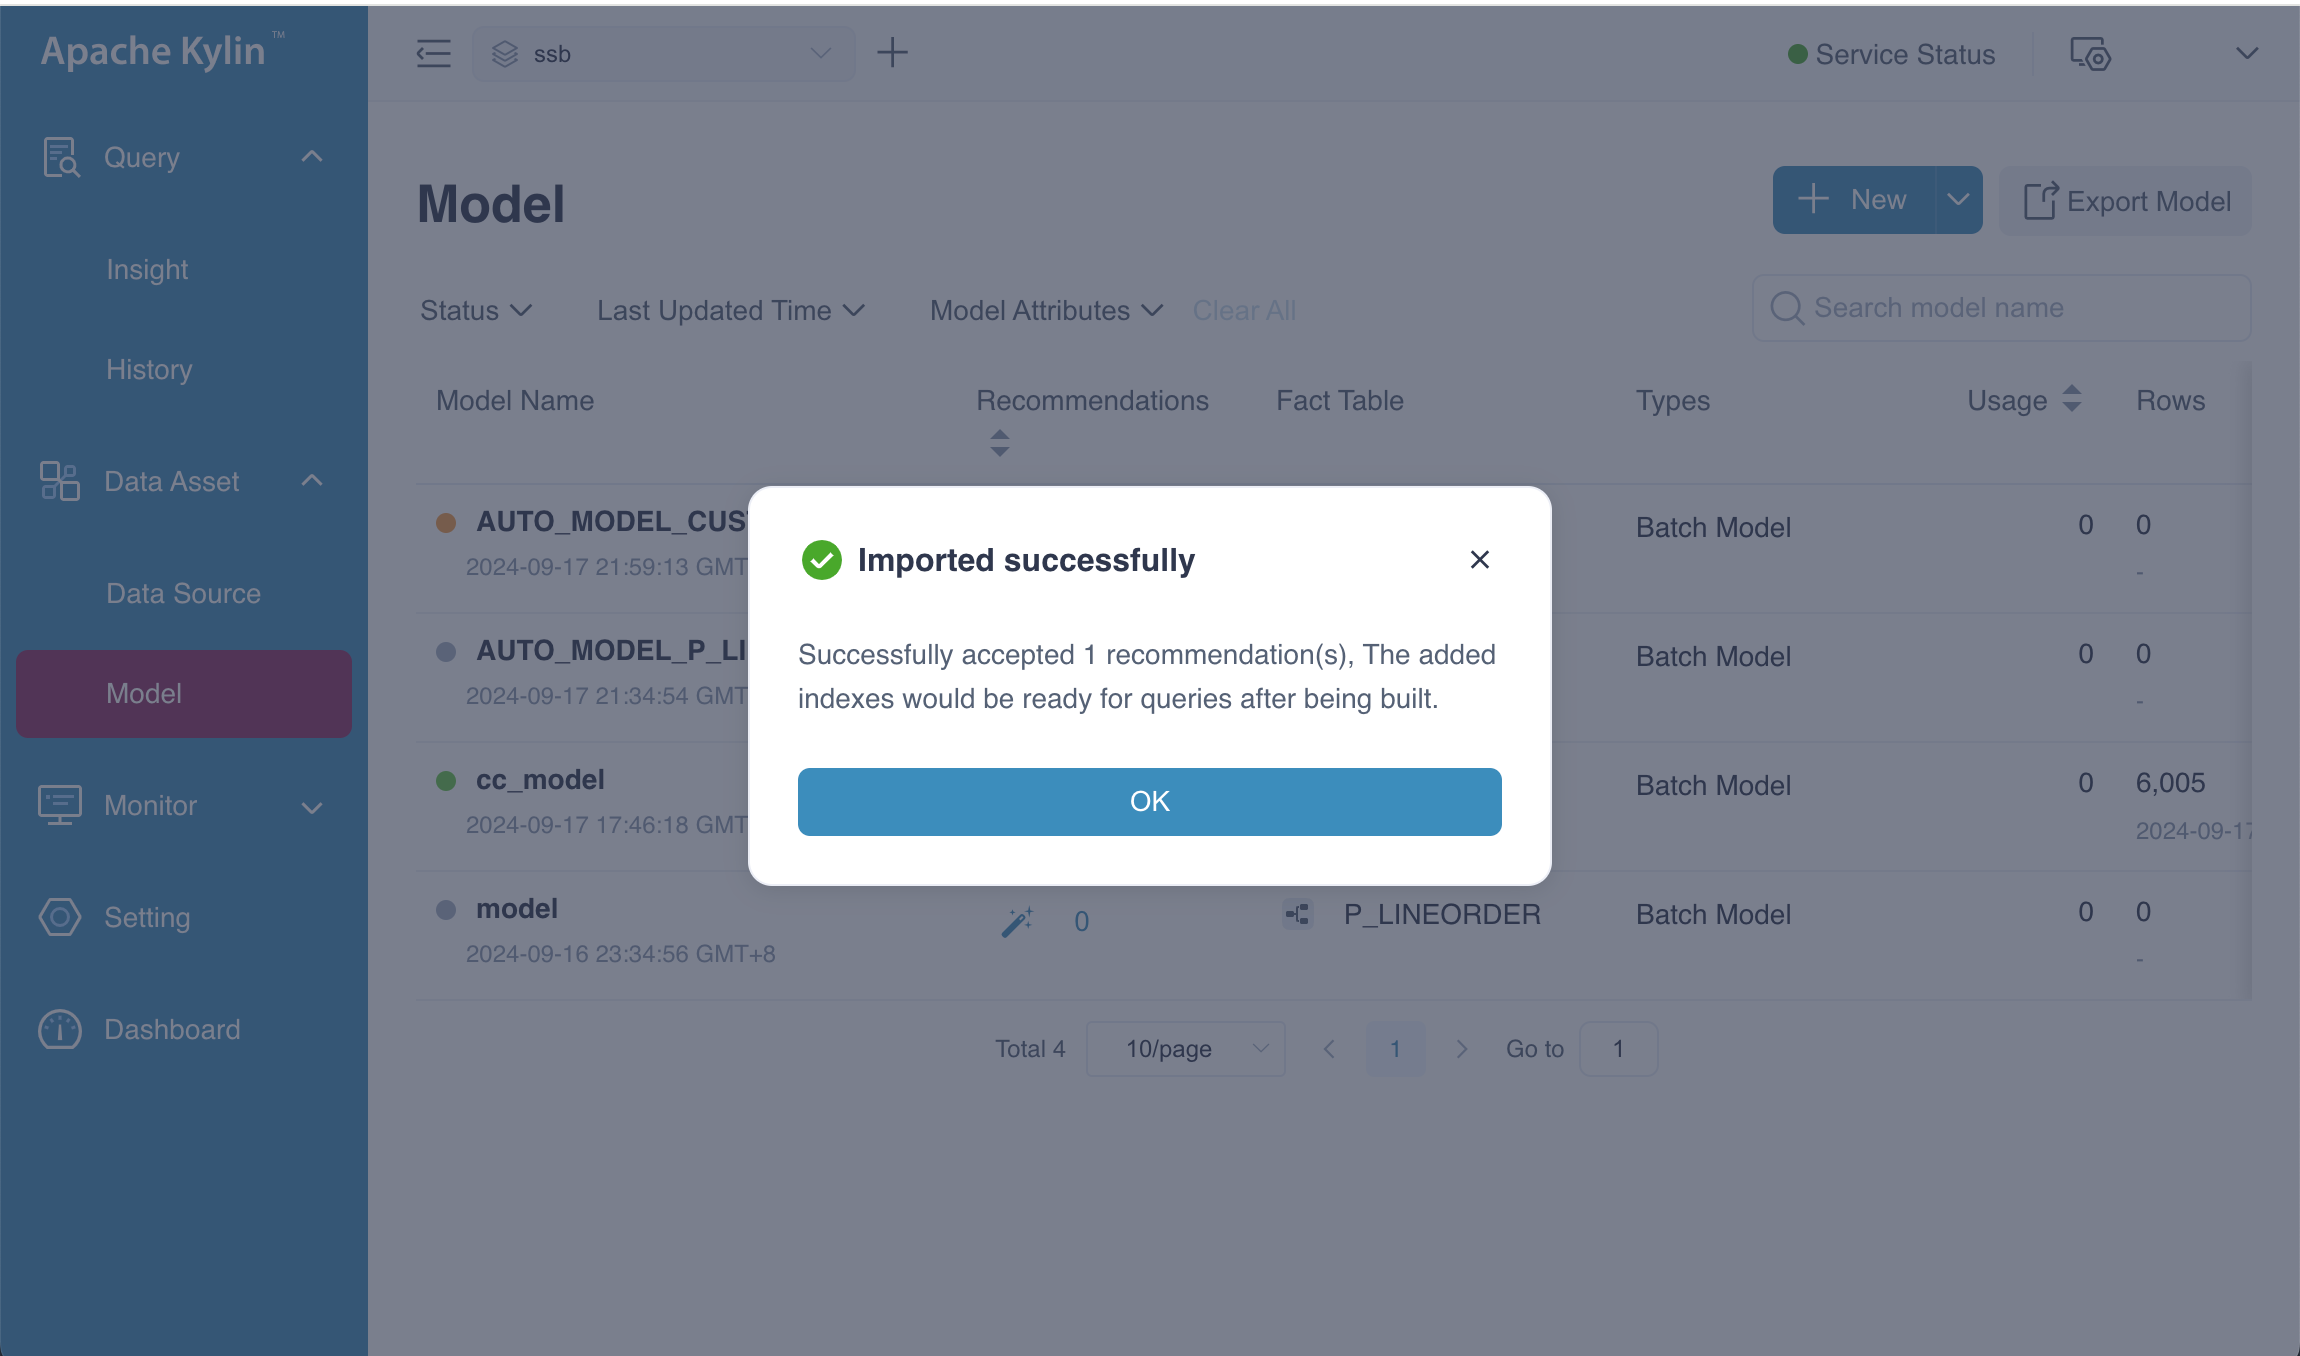 Apache Kylin ™
ssb
Service Status
Query
Insight
History
Data Asset
Data Source
Model
Monitor
Setting
Dashboard
Model
New
Export Model
Status
Last Updated Time
Model Attributes
Clear All
Search model name
Model Name
Recommendations
Fact Table
Types
Usage
Rows
AUTO_MODEL_CUS
Batch Model
0
0
2024-09-17 21:59:13 GMT
-
AUTO_MODEL_P_LI
Batch Model
0
0
2024-09-17 21:34:54 GMT
-
cc_model
Batch Model
0
6,005
2024-09-17 17:46:18 GMT
2024-09-17
model
0
P_LINEORDER
Batch Model
0
0
2024-09-16 23:34:56 GMT+8
-
Imported successfully
Successfully accepted 1 recommendation(s), The added
indexes would be ready for queries after being built.
OK
Total 4
10/page
1
Go to
1